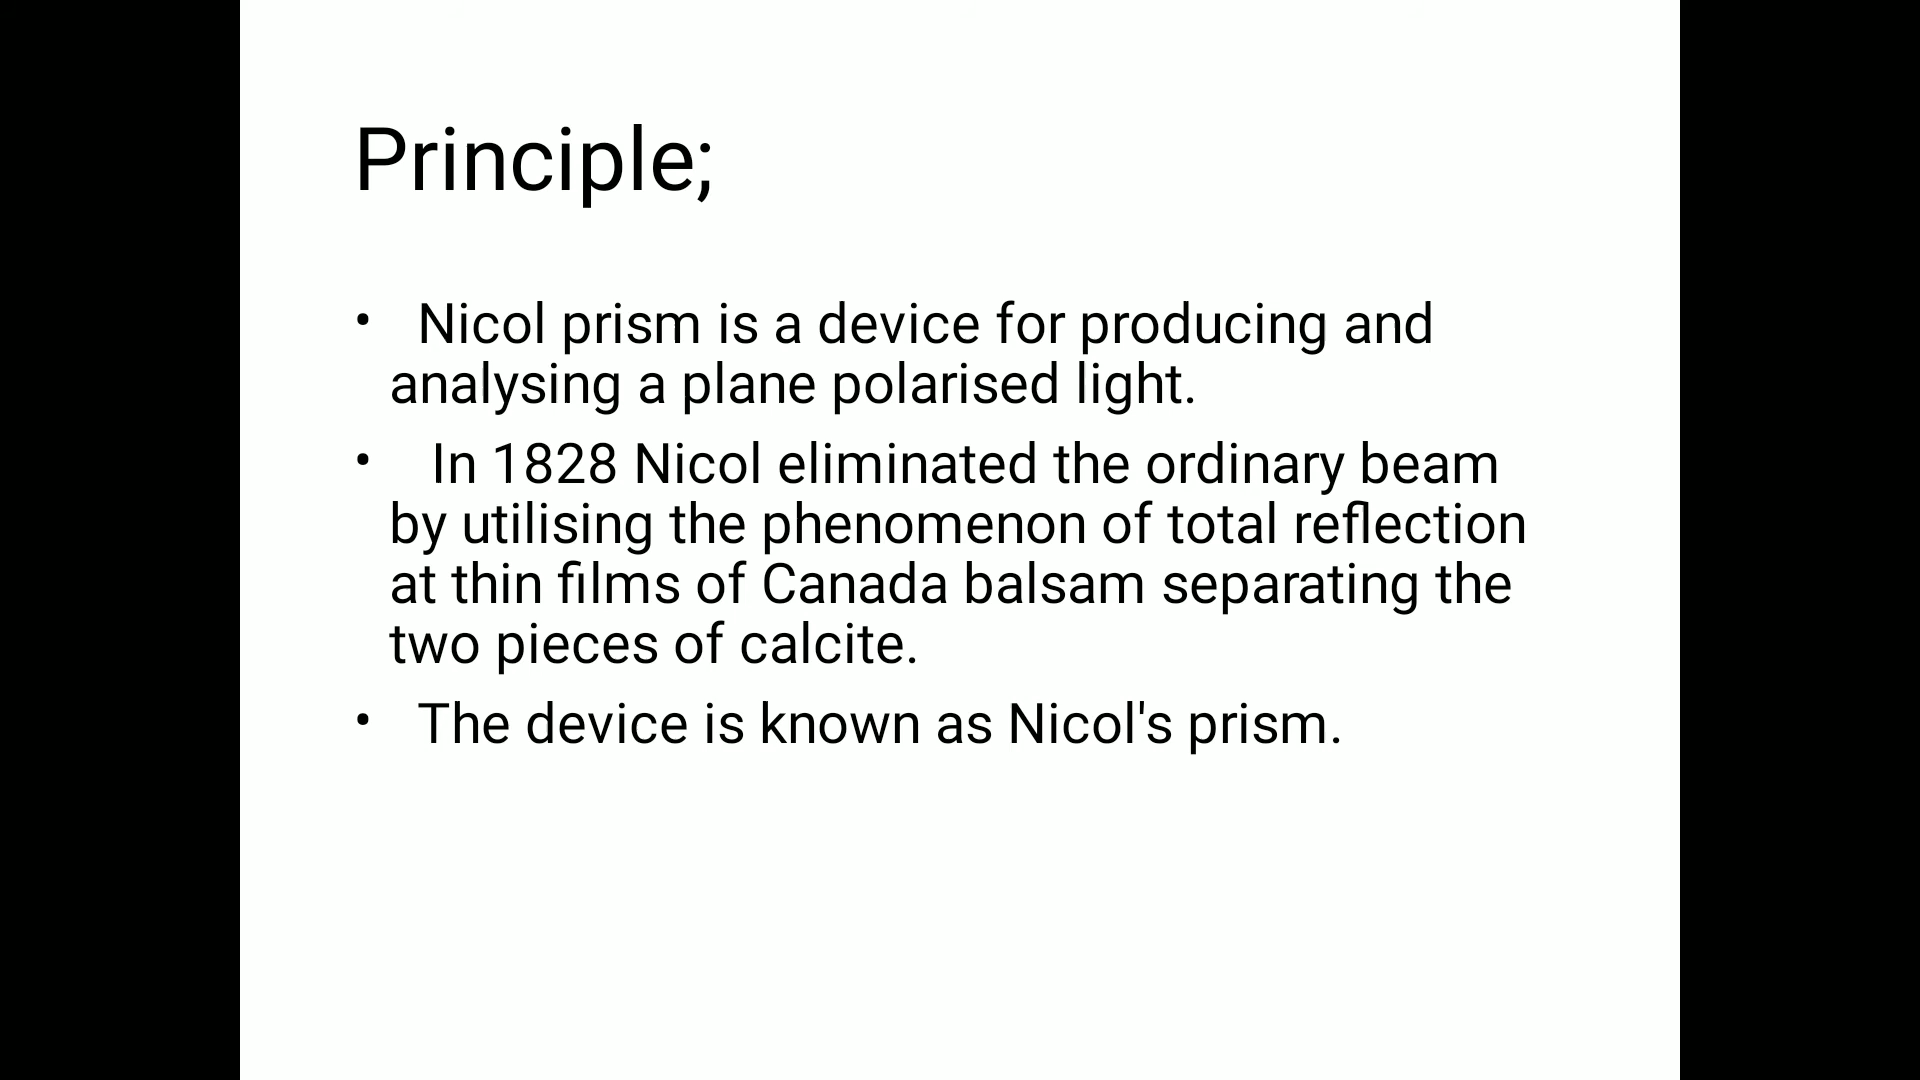 Principle;
• Nicol prism is a device for producing and
analysing a plane polarised light.
• In 1828 Nicol eliminated the ordinary beam
by utilising the phenomenon of total reflection
at thin films of Canada balsam separating the
two pieces of calcite.
• The device is known as Nicol's prism.